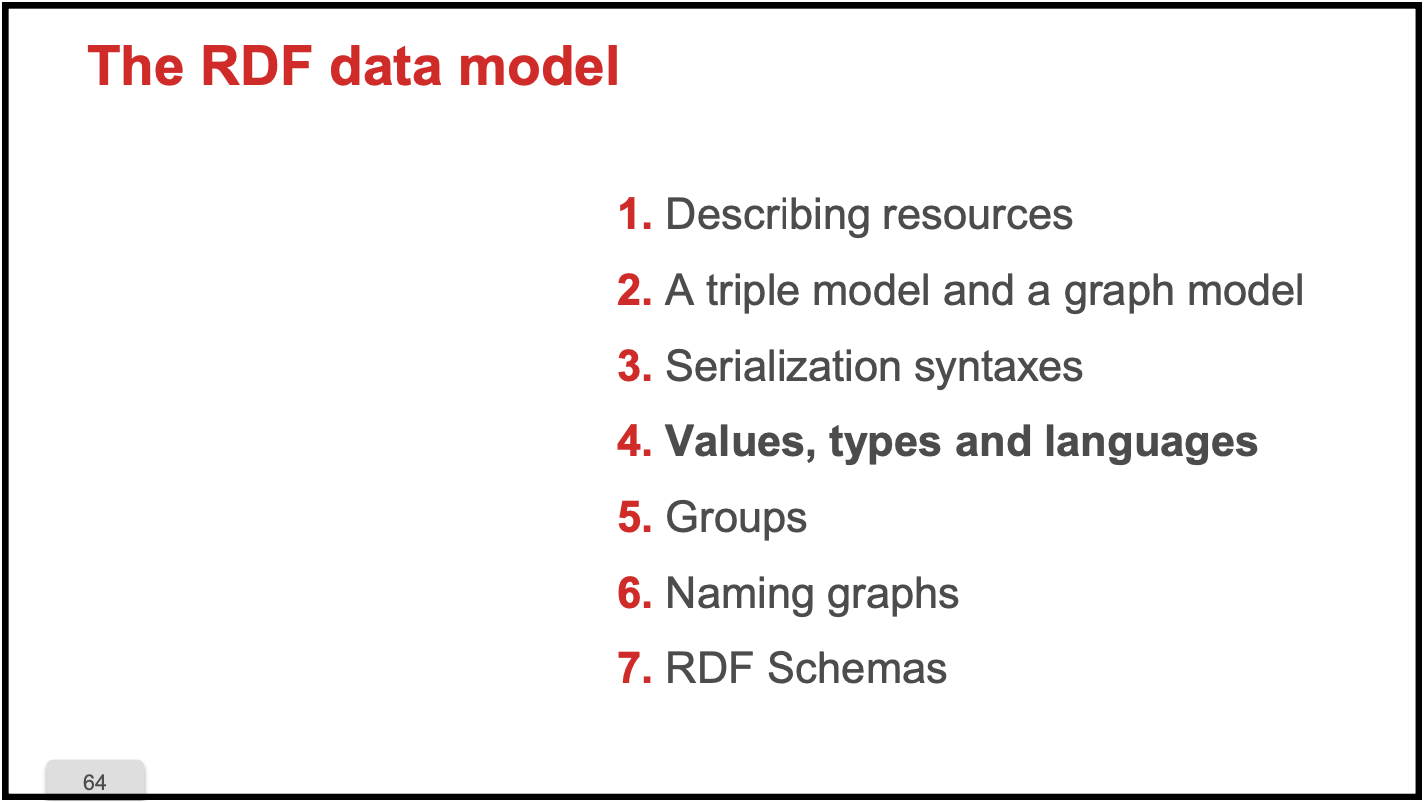 The RDF data model
1. Describing resources
2. A triple model and a graph model
3. Serialization syntaxes
4. Values, types and languages
5. Groups
6. Naming graphs
7. RDF Schemas
64